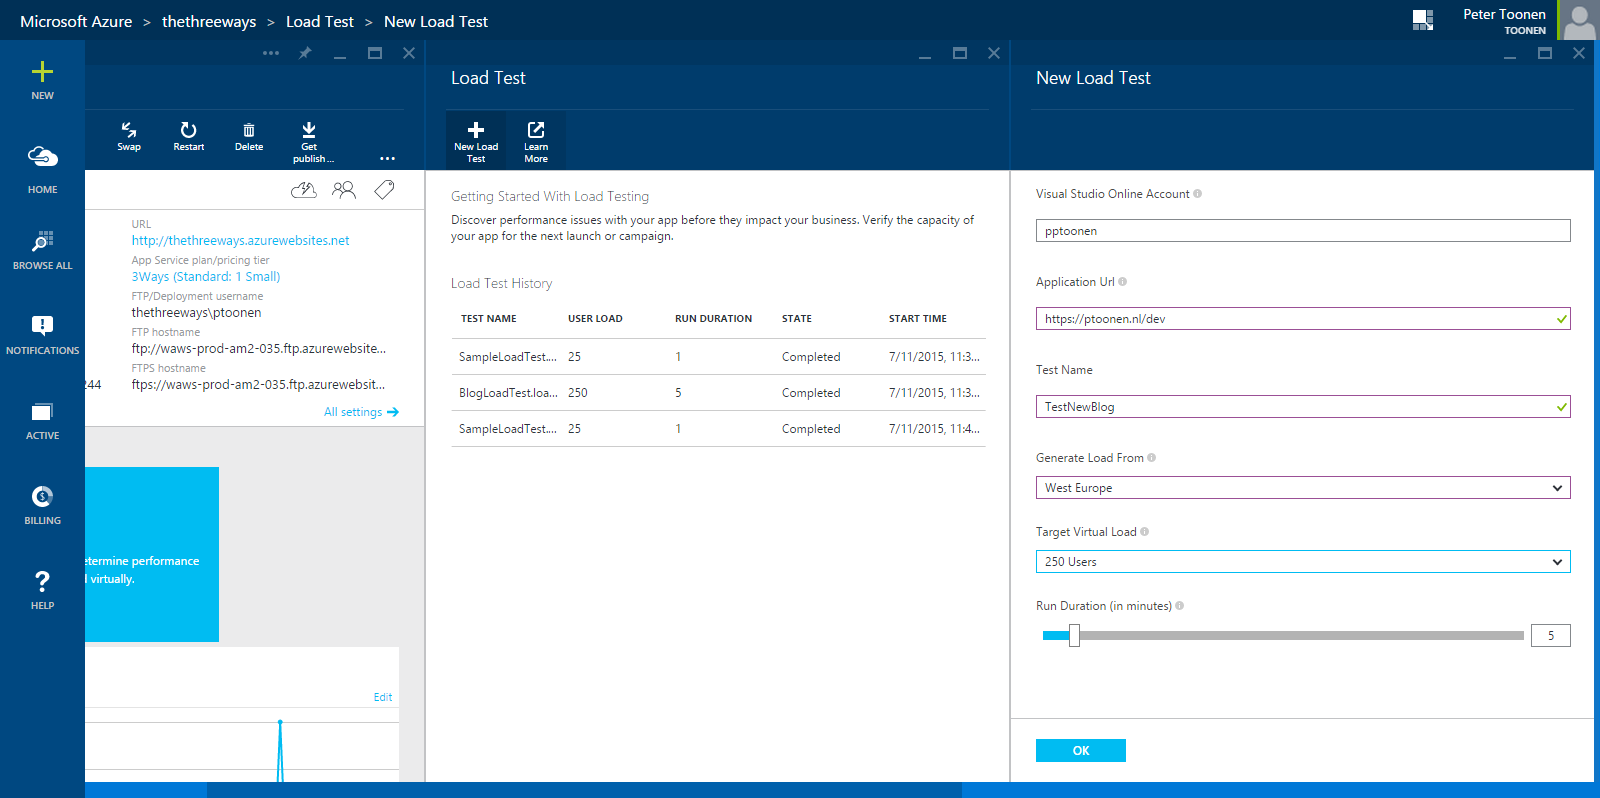 Microsoft Azure > thethreeways > Load Test > New Load Test
Peter Toonen
TOONEN
NEW
HOME
BROWSE ALL
NOTIFICATIONS
ACTIVE
BILLING
HELP
Swap
Restart
Delete
Get
publish ...
URL
http://thethreeways.azurewebsites.net
App Service plan/pricing tier
3Ways (Standard: 1 Small)
FTP/Deployment username
thethreeways\ptoonen
FTP hostname
ftp://waws-prod-am2-035.ftp.azurewebsite...
FTPS hostname
244 ftps://waws-prod-am2-035.ftp.azurewebsit...
All settings
etermine performance
l virtually.
Edit
Load Test
New Load
Test
Learn
More
Getting Started With Load Testing
Discover performance issues with your app before they impact your business. Verify the capacity of
your app for the next launch or campaign.
Load Test History
TEST NAME USER LOAD RUN DURATION STATE START TIME
SampleLoadTest.... 25 1 Completed 7/11/2015, 11:3...
BlogLoadTest.loa... 250 5 Completed 7/11/2015, 11:3...
SampleLoadTest.... 25 1 Completed 7/11/2015, 11:4...
New Load Test
Visual Studio Online Account
pptoonen
Application Url
https://ptoonen.nl/dev
Test Name
TestNewBlog
Generate Load From
West Europe
Target Virtual Load
250 Users
Run Duration (in minutes)
5
OK